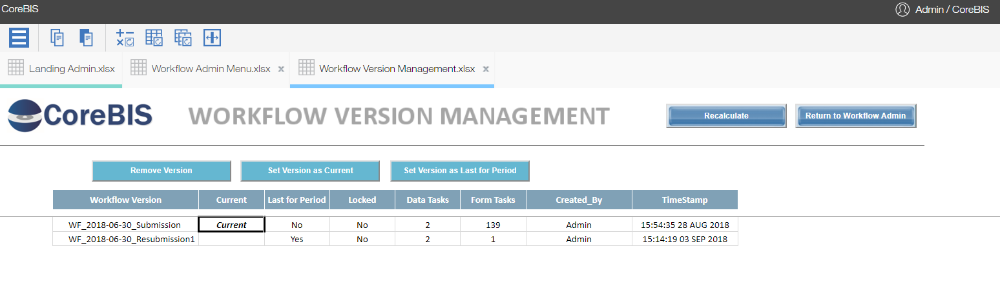 CoreBIS
Admin / CoreBIS
Landing Admin.xlsx
Workflow Admin Menu.xlsx x
Workflow Version Management.xlsx x
CoreBIS
WORKFLOW VERSION MANAGEMENT
Recalculate
Return to Workflow Admin
Remove Version
Set Version as Current
Set Version as Last for Period
Workflow Version Current Last for Period Locked Data Tasks Form Tasks Created_By TimeStamp
WF_2018-06-30_Submission Current No No 2 139 Admin 15:54:35 28 AUG 2018
WF_2018-06-30_Resubmission1 Yes No 2 1 Admin 15:14:19 03 SEP 2018